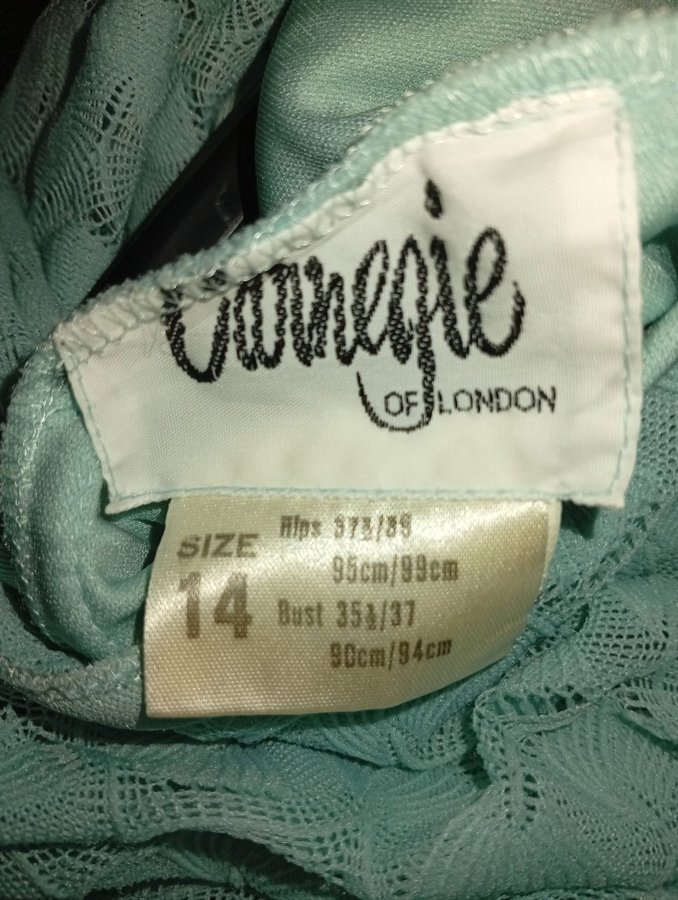 Carnegie
OF LONDON
SIZE
14
Hips 37½/39
95cm/99cm
Bust 35½/37
90cm/94cm